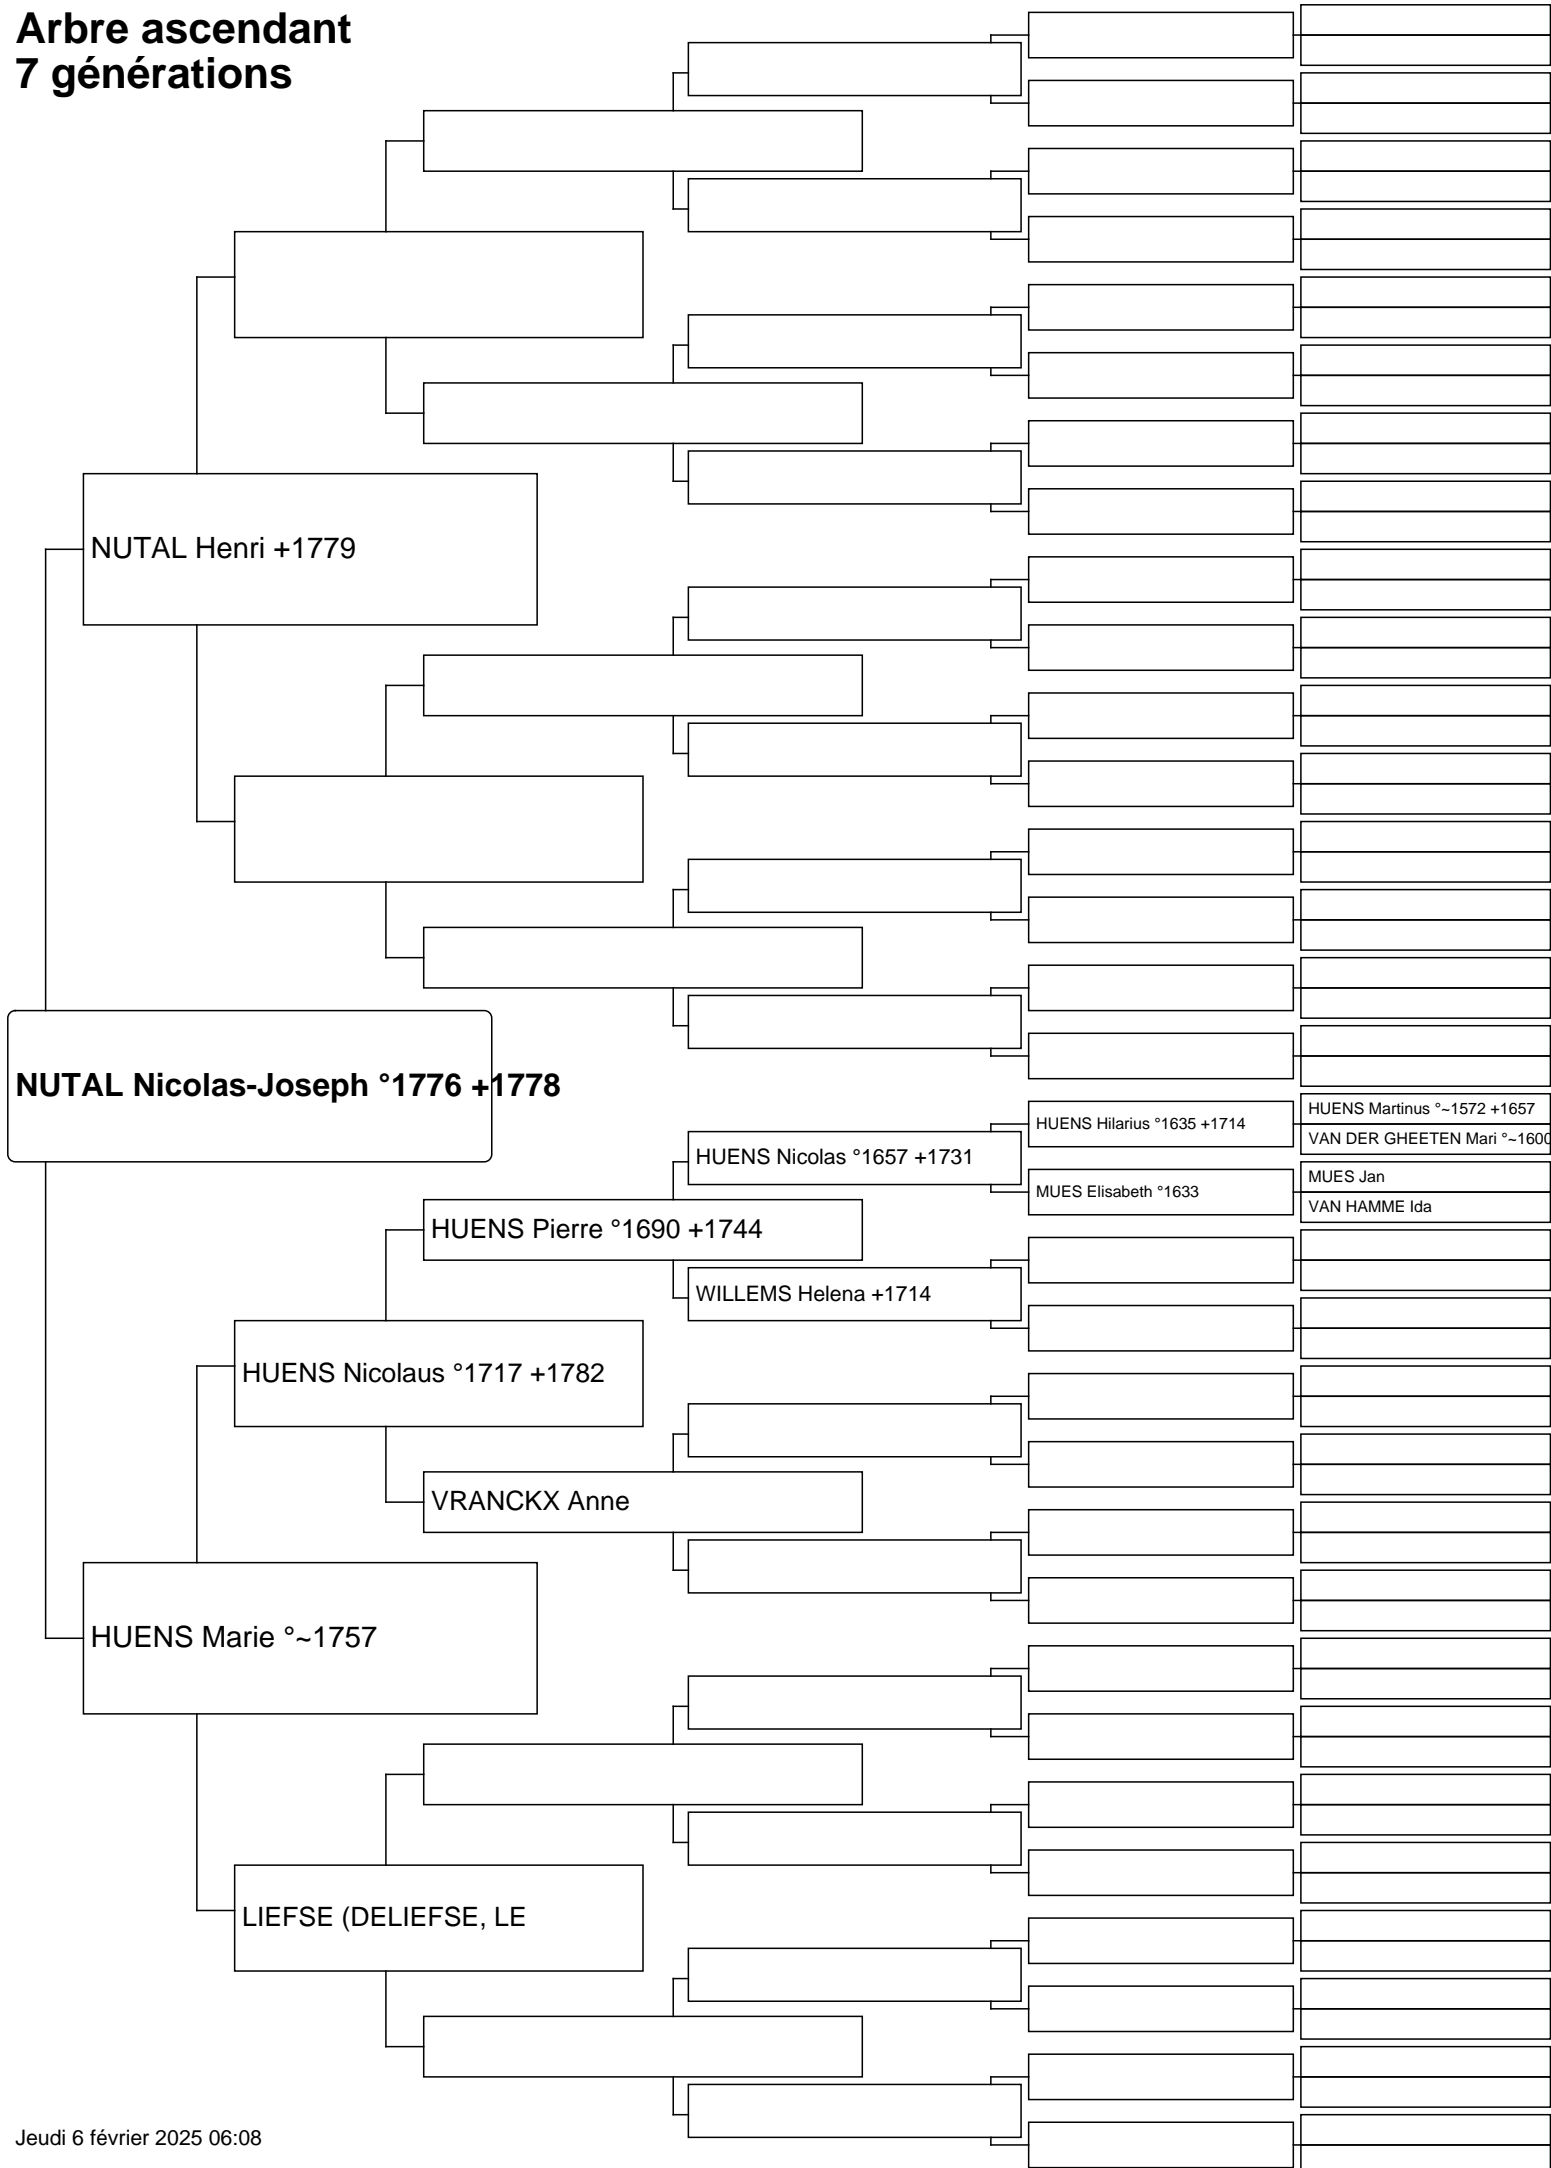 Arbre ascendant
7 générations
NUTAL Henri +1779
NUTAL Nicolas-Joseph °1776 +1778
HUENS Martinus °~1572 +1657
HUENS Hilarius °1635 +1714
VAN DER GHEETEN Mari °~1600
HUENS Nicolas °1657 +1731
MUES Jan
MUES Elisabeth °1633
VAN HAMME Ida
HUENS Pierre °1690 +1744
WILLEMS Helena +1714
HUENS Nicolaus °1717 +1782
VRANCKX Anne
HUENS Marie °~1757
LIEFSE (DELIEFSE, LE
Jeudi 6 février 2025 06:08